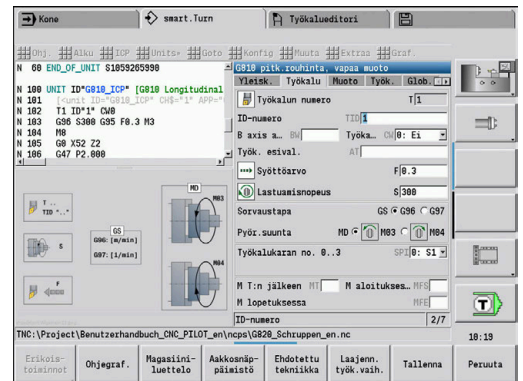 Kone
smart.Turn
Työkalueditori
Ohj.
Alku
ICP
Units+
Goto
Konfig
Muuta
Extraa
Graf.
N 60 END_OF_UNIT S1859265998
N 100 UNIT ID"G810_ICP" [G810 Longitudinal
N 101 [<unit ID="G810_ICP" CH$="1" APP="
N 102 T1 ID"1" CW0
N 103 G96 S300 G95 F0.3 M3
N 104 M8
N 105 G0 X52 Z2
N 106 G47 P2.000
G810 pitk.rouhinta, vapaa muoto
Yleisk.
Työkalu
Muoto
Työk.
Glob.
Työkalun numero T 1
ID-numero TID 1
B axis a… BW
Työka… CW 0: Ei
Työk. esival. AT
Syöttöarvo F 0.3
Lastuamisnopeus S 300
Sorvaustapa GS G96 G97
Pyör.suunta MD M03 M04
Työkalukaran no. 0..3 SPI 0: S1
M T:n jälkeen MT
M aloitukses… MFS
M lopetuksessa MFE
ID-numero 2/7
T ..
TID "..."
S
F
GS
G96: [m/min]
G97: [1/min]
MD
M03
M04
TNC:\Project\Benutzerhandbuch_CNC_PILOT_en\ncps\G820_Schruppen_en.nc
T
10:19
Erikois-
toiminnot
Ohjegraf.
Magasiini-
luettelo
Aakkosnäp-
päimistö
Ehdotettu
tekniikka
Laajenn.
työk.vaih.
Tallenna
Peruuta